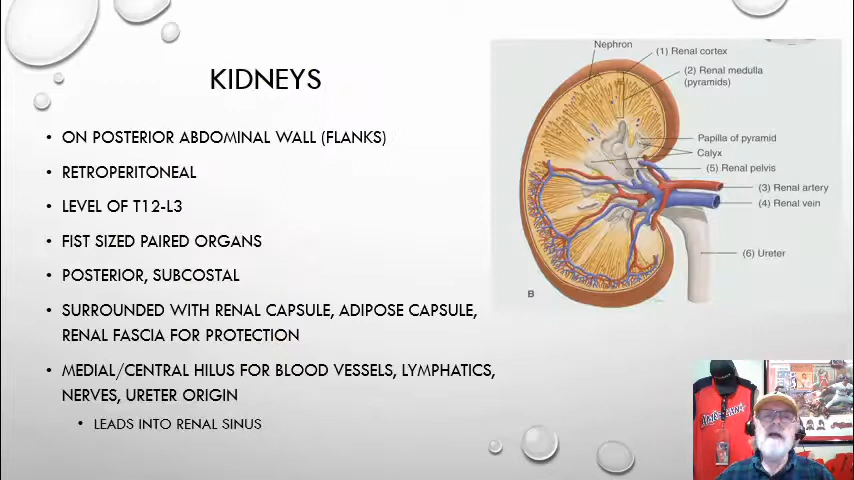 KIDNEYS
• ON POSTERIOR ABDOMINAL WALL (FLANKS)
• RETROPERITONEAL
• LEVEL OF T12-L3
• FIST SIZED PAIRED ORGANS
• POSTERIOR, SUBCOSTAL
• SURROUNDED WITH RENAL CAPSULE, ADIPOSE CAPSULE,
RENAL FASCIA FOR PROTECTION
• MEDIAL/CENTRAL HILUS FOR BLOOD VESSELS, LYMPHATICS,
NERVES, URETER ORIGIN
• LEADS INTO RENAL SINUS
Nephron
(1) Renal cortex
(2) Renal medulla
(pyramids)
Papilla of pyramid
Calyx
(5) Renal pelvis
(3) Renal artery
(4) Renal vein
(6) Ureter
B